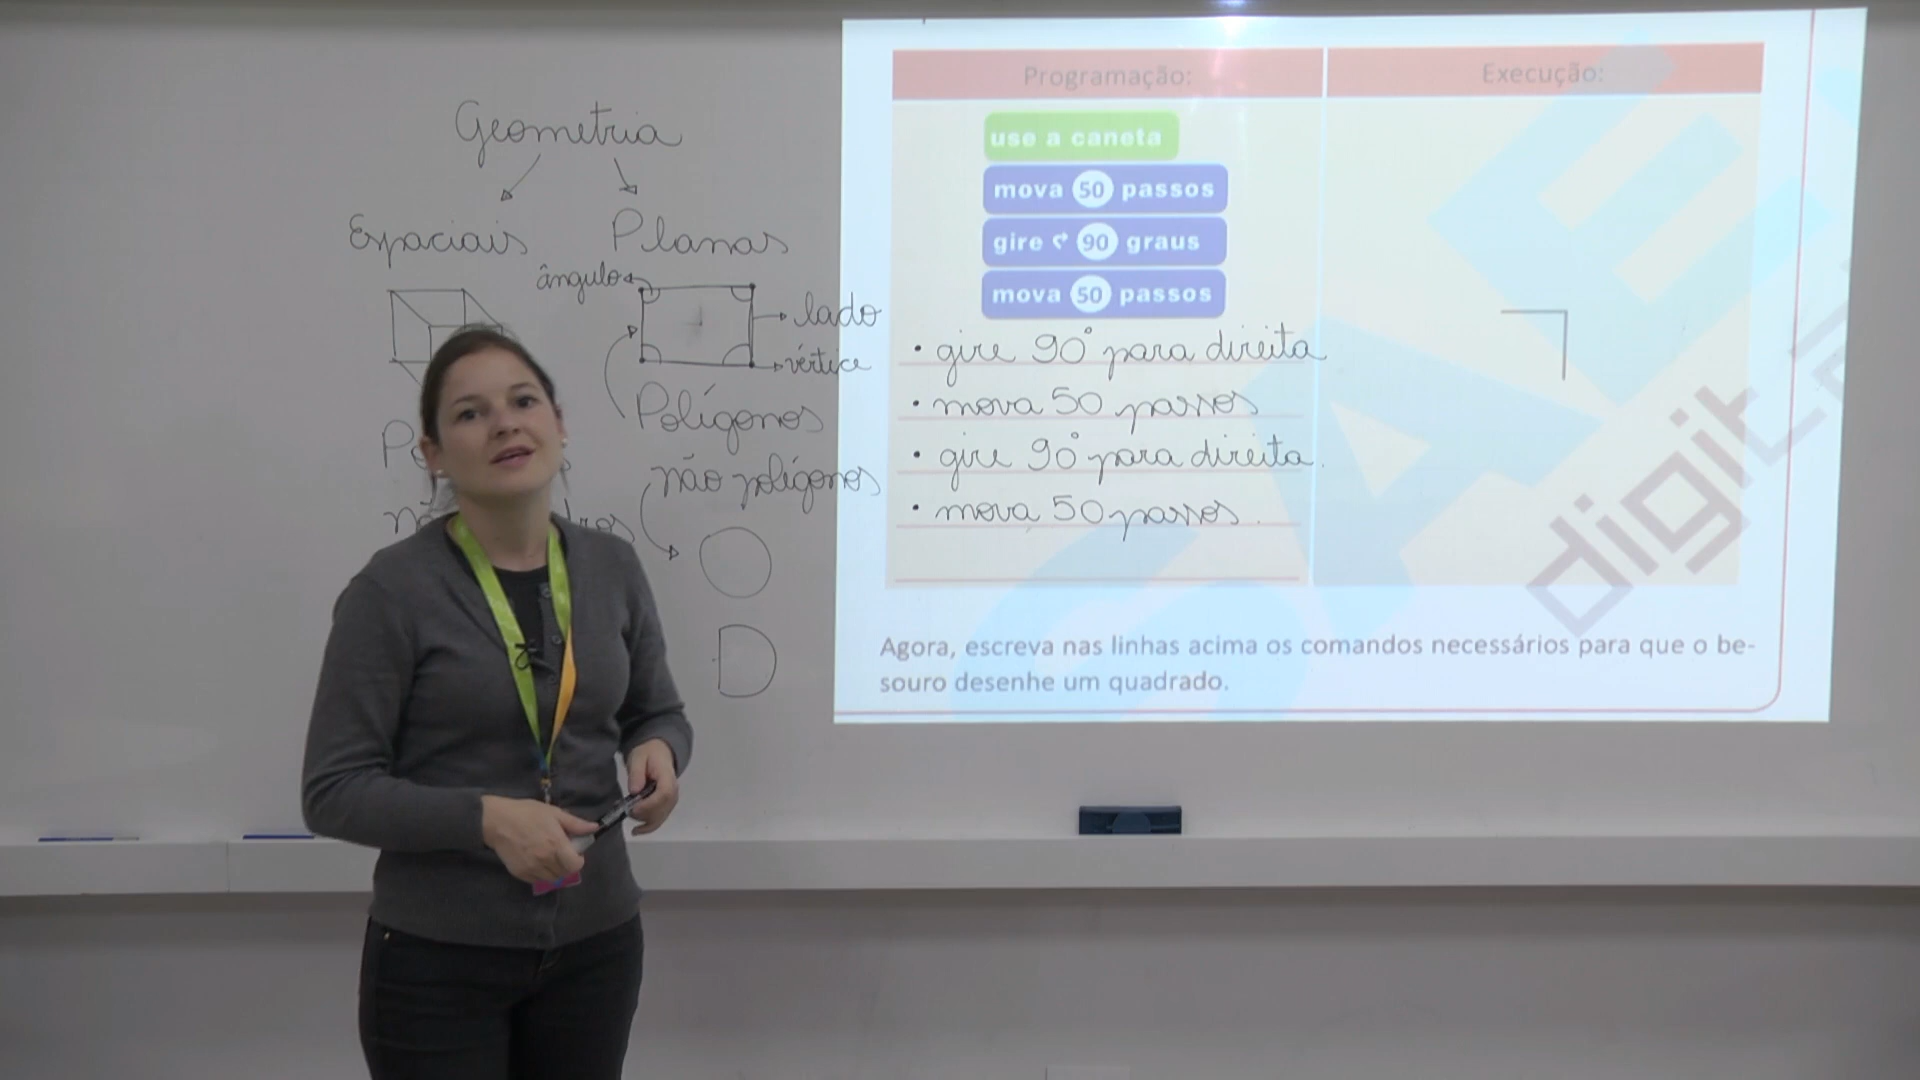 Geometria
Espaciais
Planas
ângulo
lado
vértice
Polígonos
não polígonos
Programação:
Execução:
use a caneta
mova 50 passos
gire 90 graus
mova 50 passos
• gire 90° para direita
• mova 50 passos
• gire 90° para direita.
• mova 50 passos.
Agora, escreva nas linhas acima os comandos necessários para que o be-
souro desenhe um quadrado.